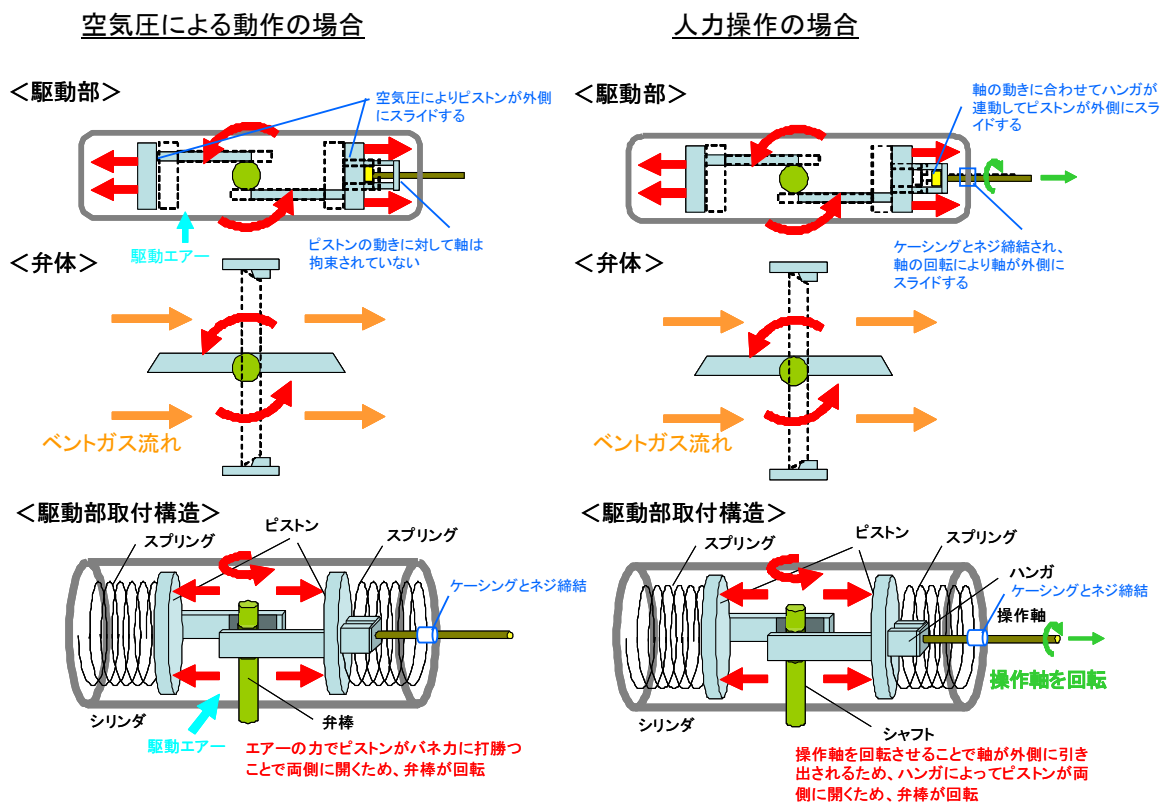 空気圧による動作の場合
＜駆動部＞
空気圧によりピストンが外側
にスライドする
駆動エアー
ピストンの動きに対して軸は
拘束されていない
＜弁体＞
ベントガス流れ
＜駆動部取付構造＞
スプリング
ピストン
スプリング
ケーシングとネジ締結
シリンダ
駆動エアー
弁棒
エアーの力でピストンがバネ力に打勝つ
ことで両側に開くため、弁棒が回転
人力操作の場合
＜駆動部＞
軸の動きに合わせてハンガが
連動してピストンが外側にスラ
イドする
ケーシングとネジ締結され、
軸の回転により軸が外側に
スライドする
＜弁体＞
ベントガス流れ
＜駆動部取付構造＞
スプリング
ピストン
スプリング
ハンガ
ケーシングとネジ締結
操作軸
操作軸を回転
シリンダ
シャフト
操作軸を回転させることで軸が外側に引き
出されるため、ハンガによってピストンが両
側に開くため、弁棒が回転